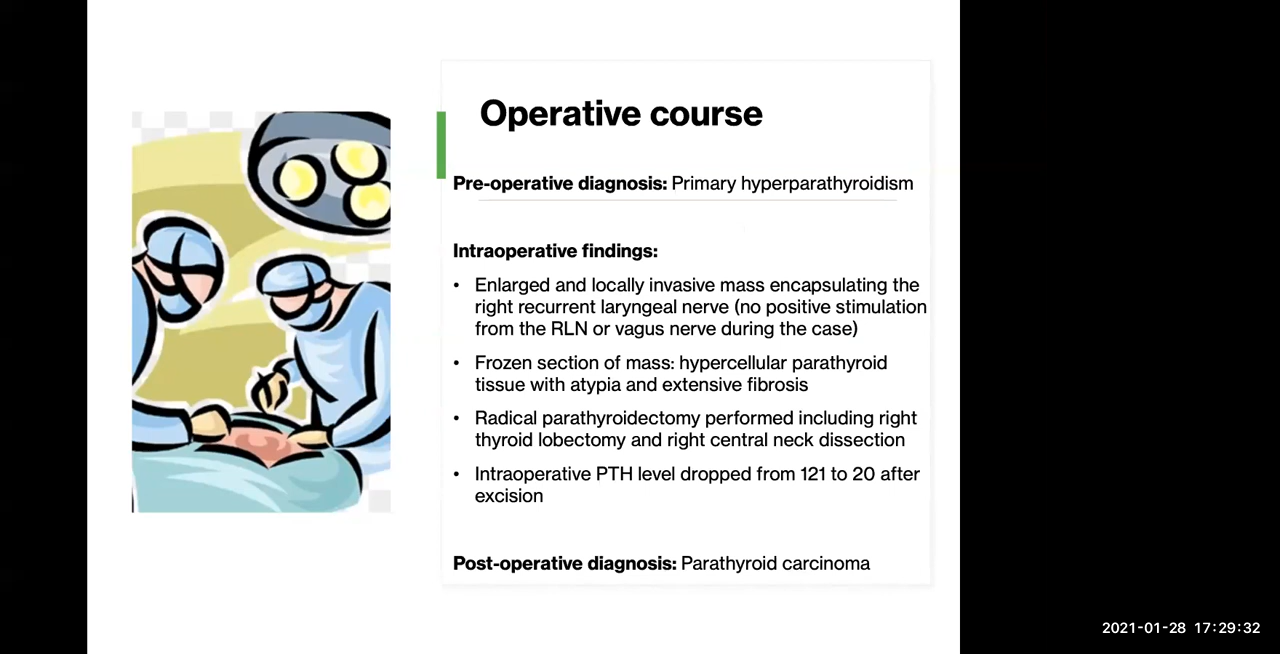 Operative course
Pre-operative diagnosis: Primary hyperparathyroidism
Intraoperative findings:
• Enlarged and locally invasive mass encapsulating the
right recurrent laryngeal nerve (no positive stimulation
from the RLN or vagus nerve during the case)
• Frozen section of mass: hypercellular parathyroid
tissue with atypia and extensive fibrosis
• Radical parathyroidectomy performed including right
thyroid lobectomy and right central neck dissection
• Intraoperative PTH level dropped from 121 to 20 after
excision
Post-operative diagnosis: Parathyroid carcinoma
2021-01-28 17:29:32